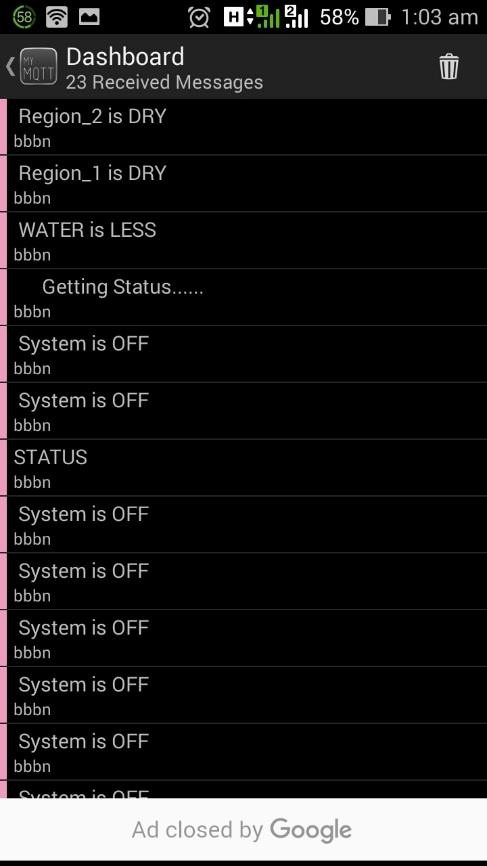 58
H 1 2 58% 1:03 am
MY MQTT
Dashboard
23 Received Messages
Region_2 is DRY
bbbn
Region_1 is DRY
bbbn
WATER is LESS
bbbn
Getting Status......
bbbn
System is OFF
bbbn
System is OFF
bbbn
STATUS
bbbn
System is OFF
bbbn
System is OFF
bbbn
System is OFF
bbbn
System is OFF
bbbn
System is OFF
bbbn
System is OFF
Ad closed by Google